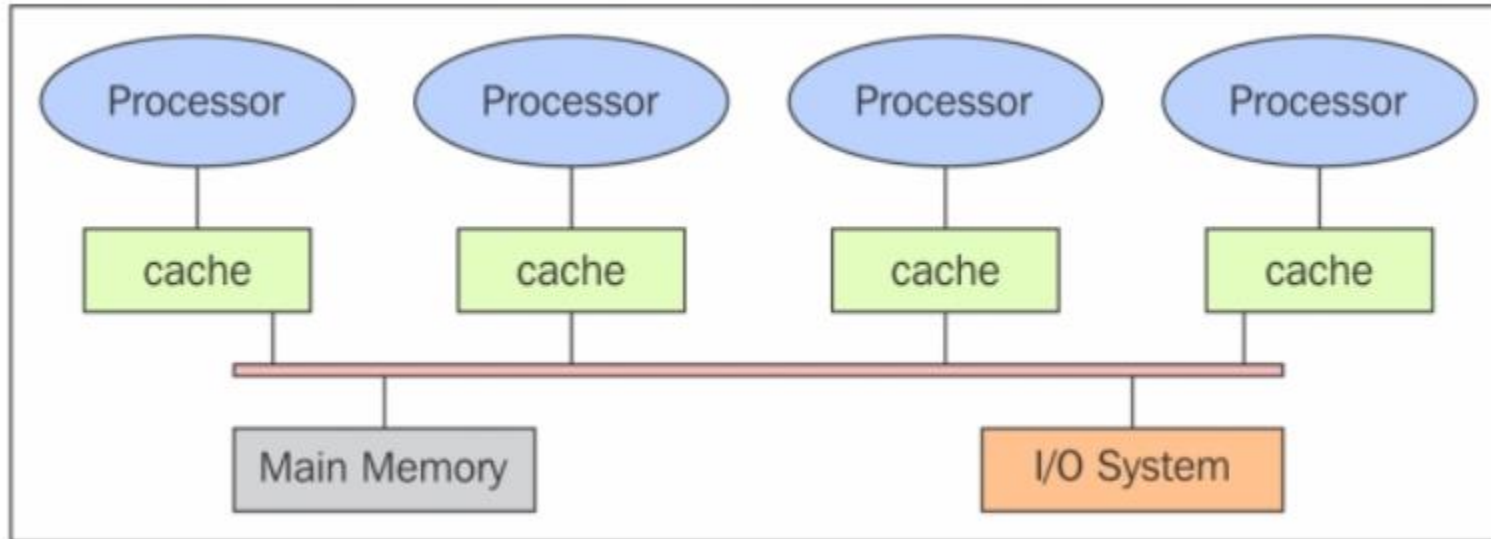 Processor Processor Processor Processor
cache cache cache cache
Main Memory I/O System